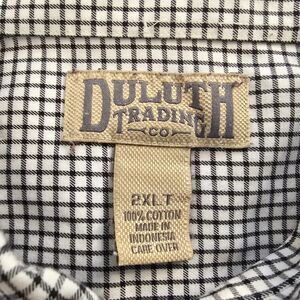 DULUTH
TRADING
CO
2XLT
100% COTTON
MADE IN
INDONESIA
CARE OVER